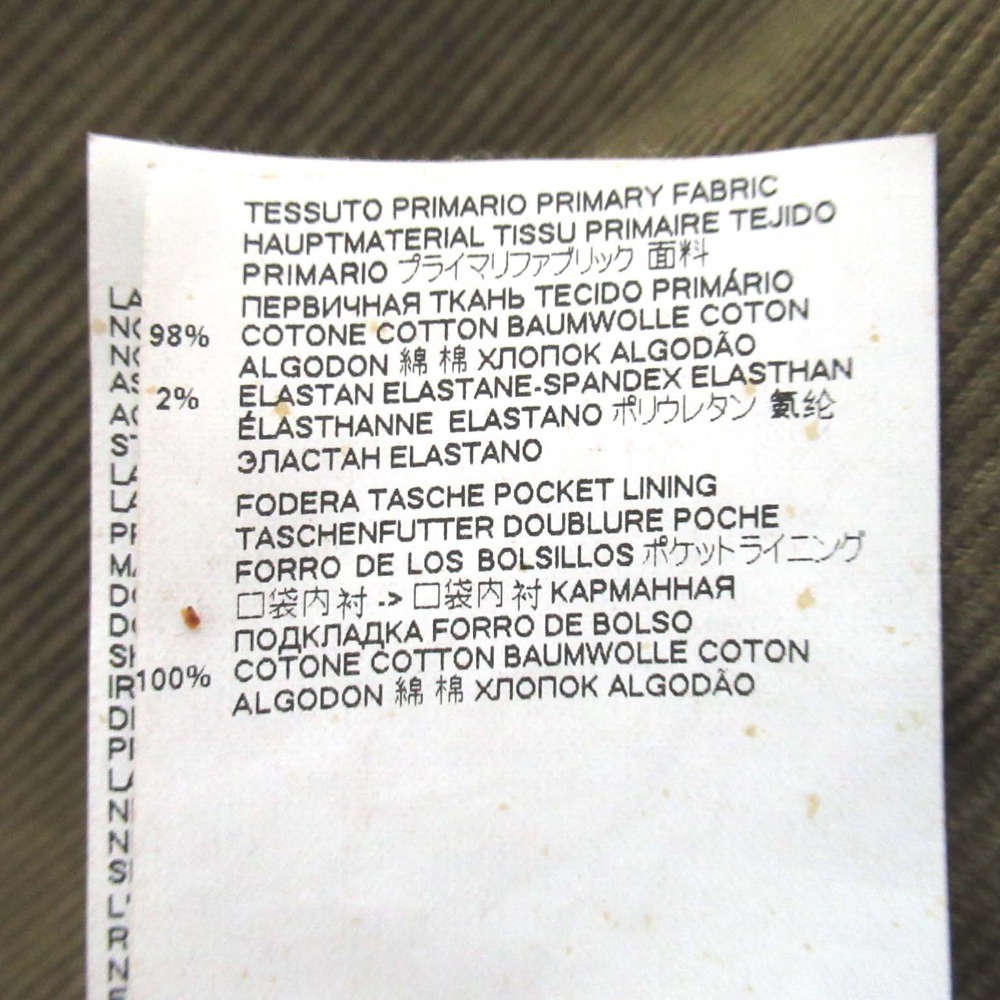 TESSUTO PRIMARIO PRIMARY FABRIC
HAUPTMATERIAL TISSU PRIMAIRE TEJIDO
PRIMARIO プライマリファブリック 面料
ПЕРВИЧНАЯ ТКАНЬ TECIDO PRIMÁRIO
98% COTONE COTTON BAUMWOLLE COTON
ALGODON 綿 棉 ХЛОПОК ALGODÃO
2% ELASTAN ELASTANE-SPANDEX ELASTHAN
ÉLASTHANNE ELASTANO ポリウレタン 氨纶
ЭЛАСТАН ELASTANO
FODERA TASCHE POCKET LINING
TASCHENFUTTER DOUBLURE POCHE
FORRO DE LOS BOLSILLOS ポケットライニング
口袋内衬 -> 口袋内衬 КАРМАННАЯ
ПОДКЛАДКА FORRO DE BOLSO
100% COTONE COTTON BAUMWOLLE COTON
ALGODON 綿 棉 ХЛОПОК ALGODÃO